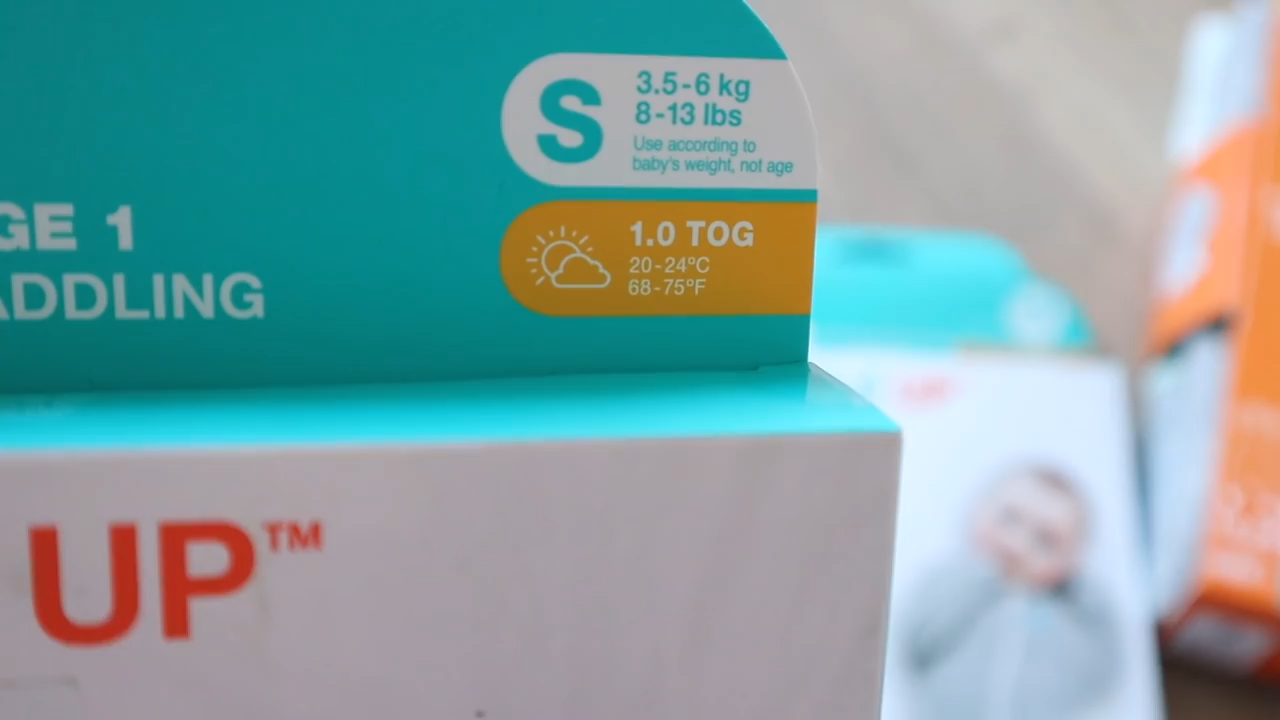 S
3.5-6 kg
8-13 lbs
Use according to
baby's weight, not age
GE 1
ADDLING
1.0 TOG
20-24°C
68-75°F
UP™
UP